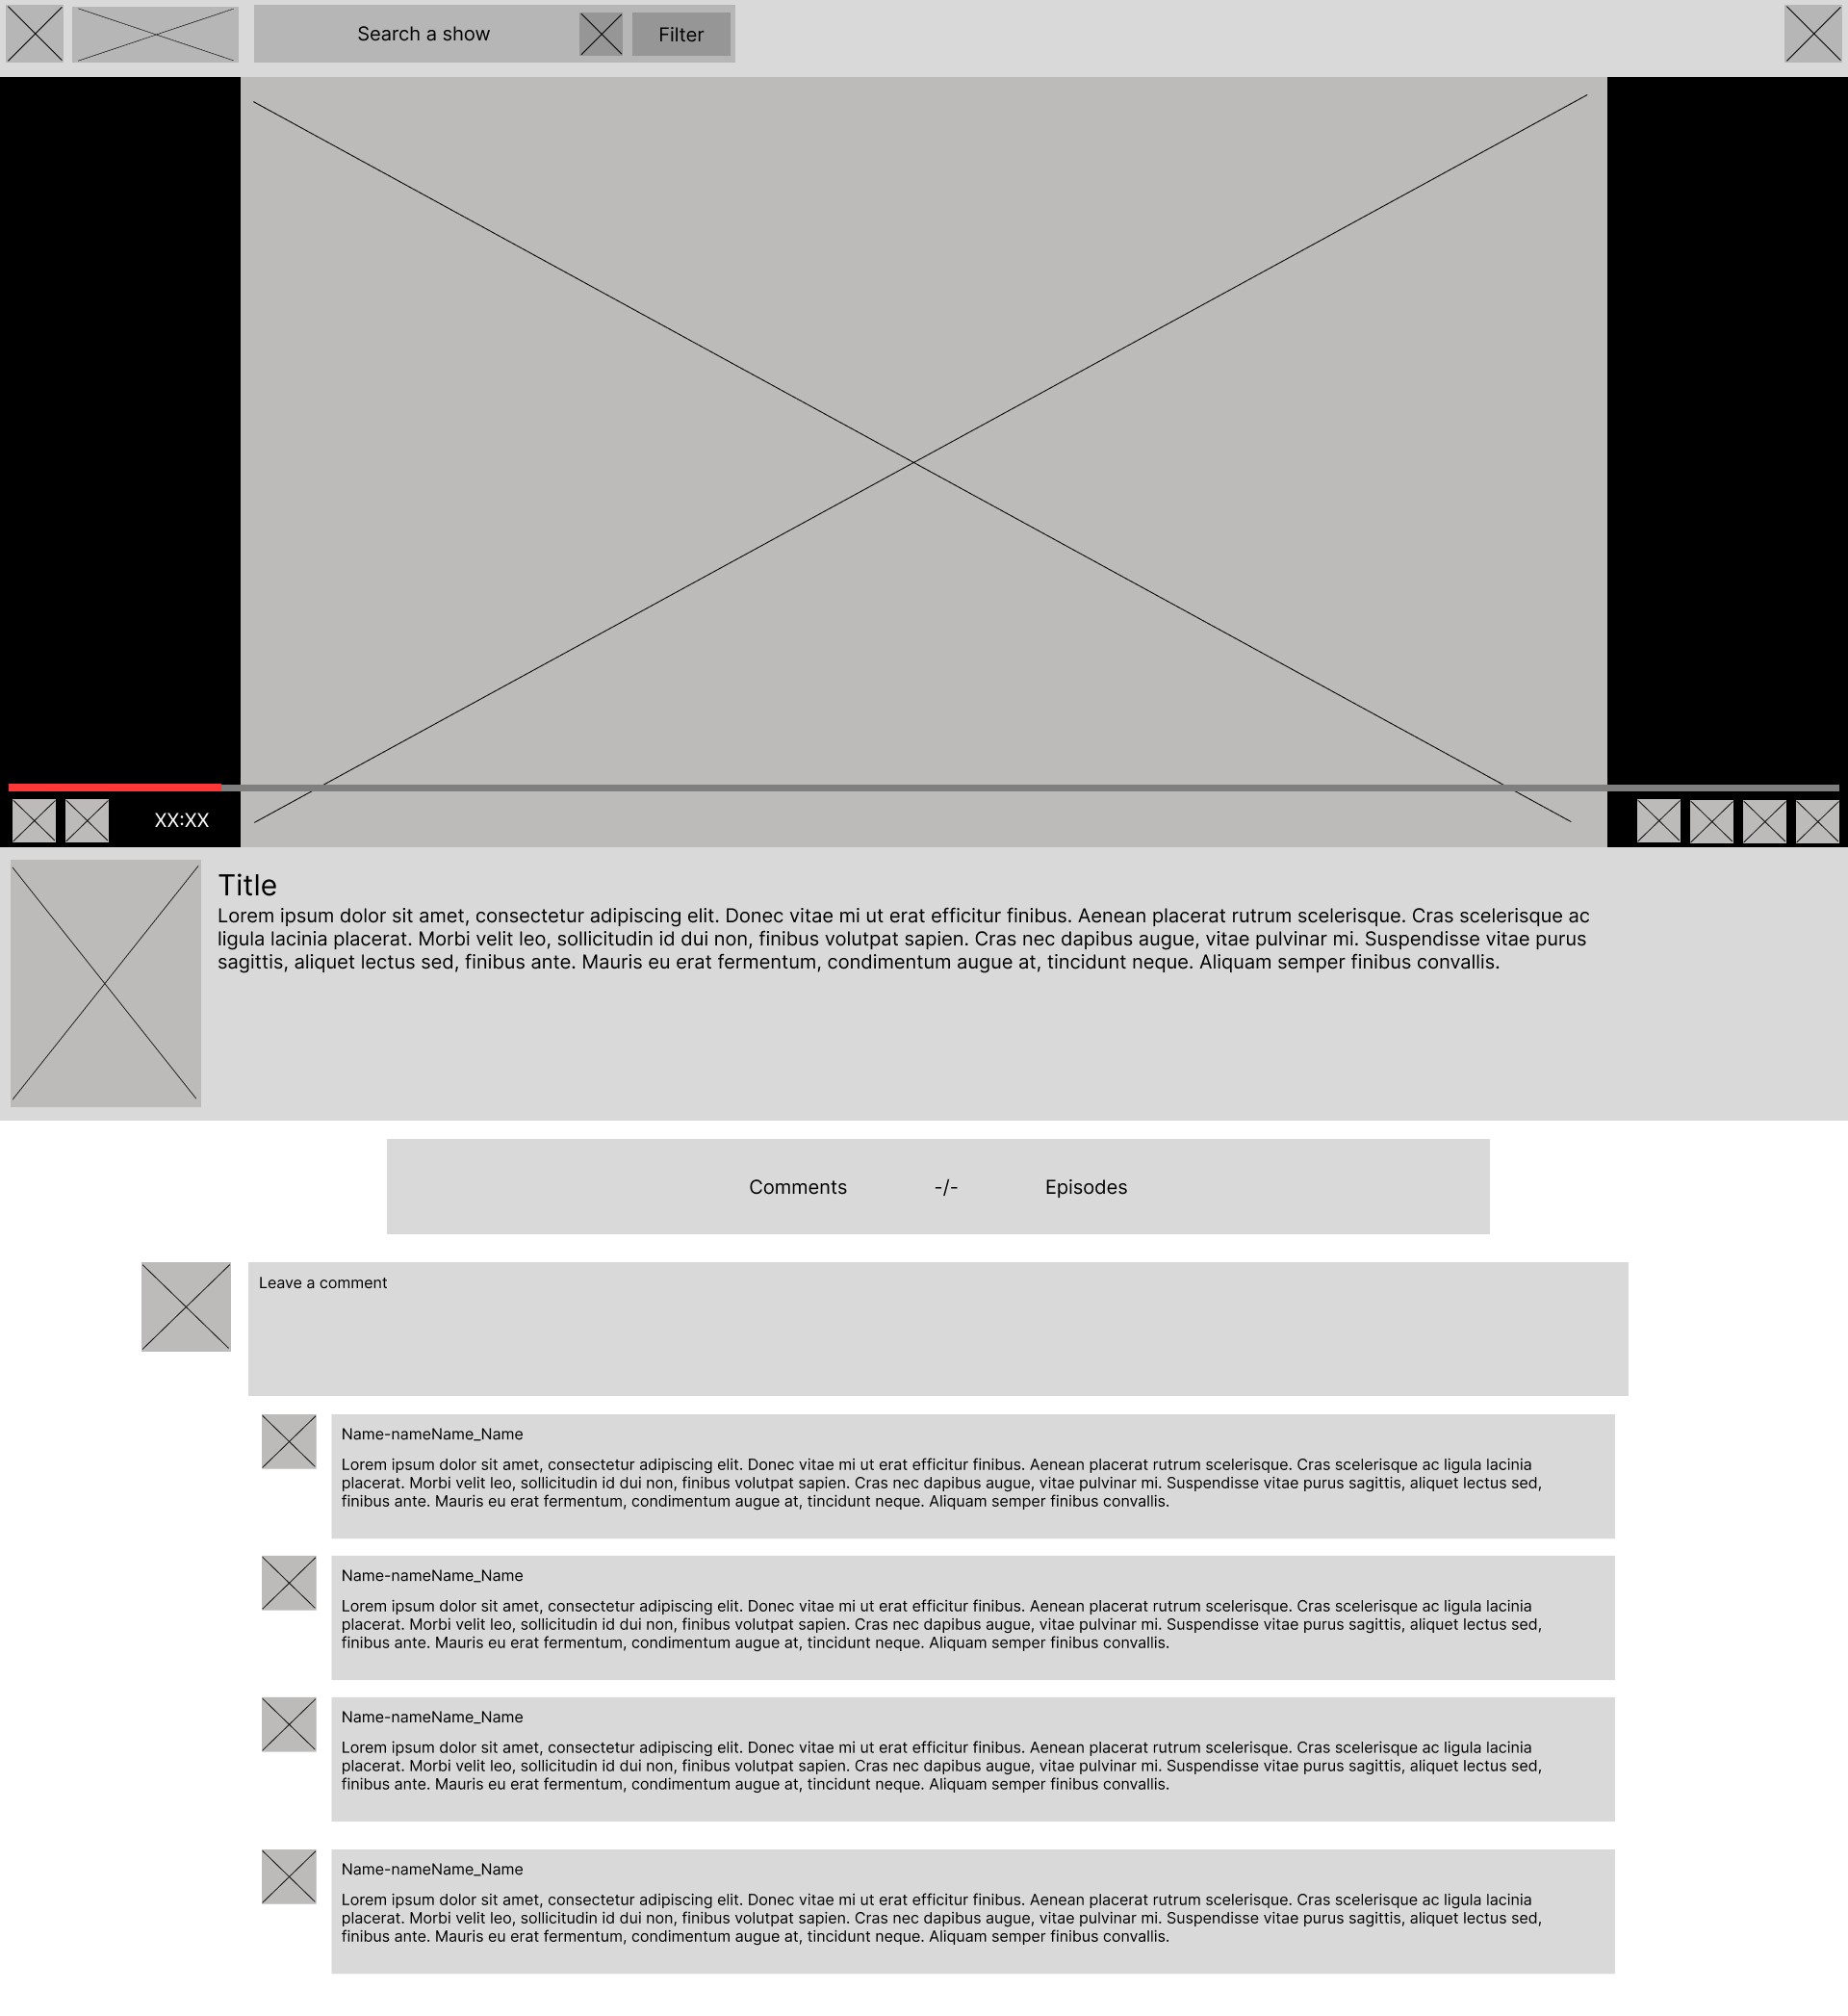 Search a show
Filter
XX:XX
Title
Lorem ipsum dolor sit amet, consectetur adipiscing elit. Donec vitae mi ut erat efficitur finibus. Aenean placerat rutrum scelerisque. Cras scelerisque ac
ligula lacinia placerat. Morbi velit leo, sollicitudin id dui non, finibus volutpat sapien. Cras nec dapibus augue, vitae pulvinar mi. Suspendisse vitae purus
sagittis, aliquet lectus sed, finibus ante. Mauris eu erat fermentum, condimentum augue at, tincidunt neque. Aliquam semper finibus convallis.
Comments -/- Episodes
Leave a comment
Name-nameName_Name
Lorem ipsum dolor sit amet, consectetur adipiscing elit. Donec vitae mi ut erat efficitur finibus. Aenean placerat rutrum scelerisque. Cras scelerisque ac ligula lacinia
placerat. Morbi velit leo, sollicitudin id dui non, finibus volutpat sapien. Cras nec dapibus augue, vitae pulvinar mi. Suspendisse vitae purus sagittis, aliquet lectus sed,
finibus ante. Mauris eu erat fermentum, condimentum augue at, tincidunt neque. Aliquam semper finibus convallis.
Name-nameName_Name
Lorem ipsum dolor sit amet, consectetur adipiscing elit. Donec vitae mi ut erat efficitur finibus. Aenean placerat rutrum scelerisque. Cras scelerisque ac ligula lacinia
placerat. Morbi velit leo, sollicitudin id dui non, finibus volutpat sapien. Cras nec dapibus augue, vitae pulvinar mi. Suspendisse vitae purus sagittis, aliquet lectus sed,
finibus ante. Mauris eu erat fermentum, condimentum augue at, tincidunt neque. Aliquam semper finibus convallis.
Name-nameName_Name
Lorem ipsum dolor sit amet, consectetur adipiscing elit. Donec vitae mi ut erat efficitur finibus. Aenean placerat rutrum scelerisque. Cras scelerisque ac ligula lacinia
placerat. Morbi velit leo, sollicitudin id dui non, finibus volutpat sapien. Cras nec dapibus augue, vitae pulvinar mi. Suspendisse vitae purus sagittis, aliquet lectus sed,
finibus ante. Mauris eu erat fermentum, condimentum augue at, tincidunt neque. Aliquam semper finibus convallis.
Name-nameName_Name
Lorem ipsum dolor sit amet, consectetur adipiscing elit. Donec vitae mi ut erat efficitur finibus. Aenean placerat rutrum scelerisque. Cras scelerisque ac ligula lacinia
placerat. Morbi velit leo, sollicitudin id dui non, finibus volutpat sapien. Cras nec dapibus augue, vitae pulvinar mi. Suspendisse vitae purus sagittis, aliquet lectus sed,
finibus ante. Mauris eu erat fermentum, condimentum augue at, tincidunt neque. Aliquam semper finibus convallis.